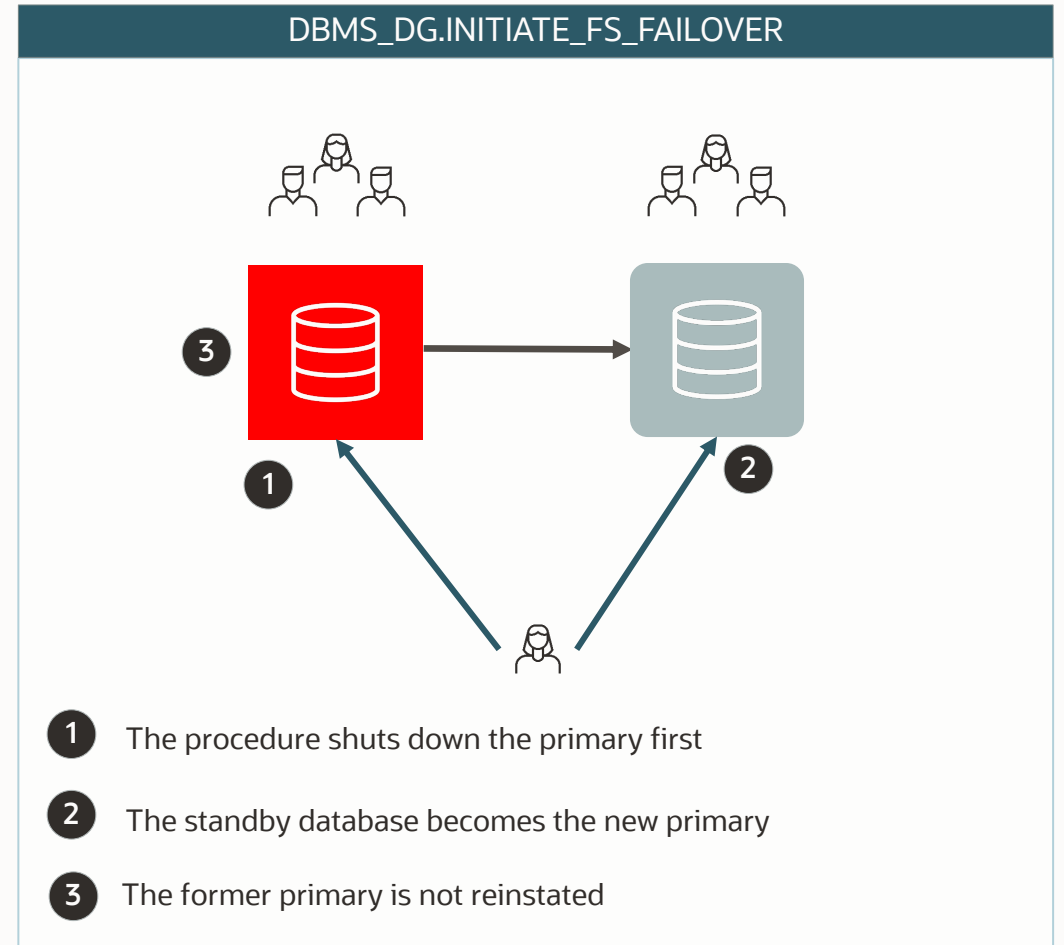 DBMS_DG.INITIATE_FS_FAILOVER
3
1
2
1 The procedure shuts down the primary first
2 The standby database becomes the new primary
3 The former primary is not reinstated